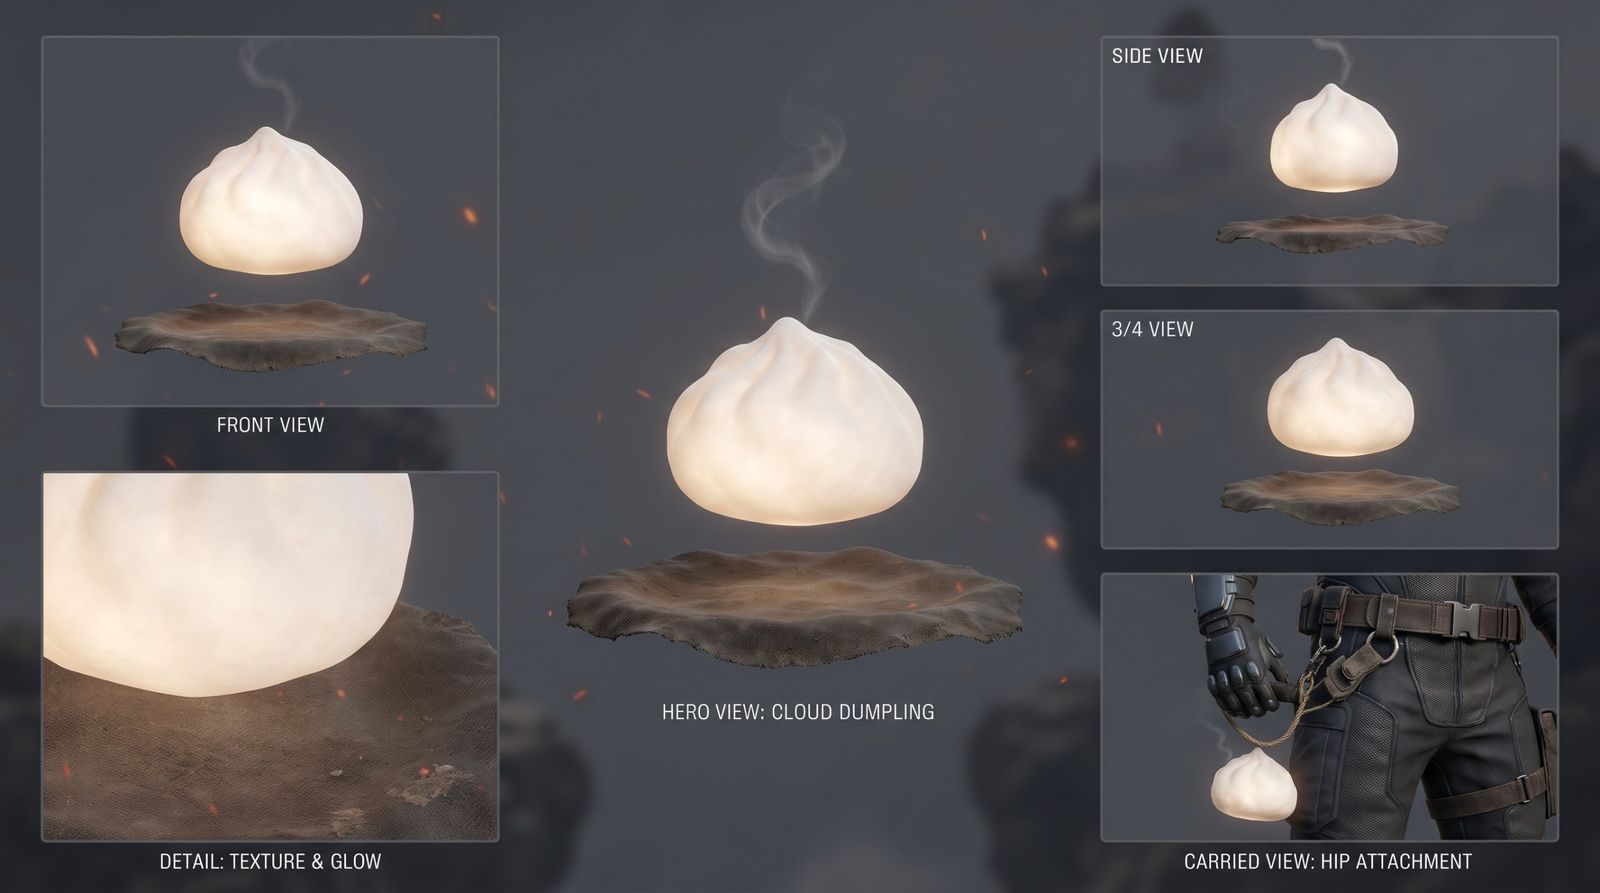 FRONT VIEW
DETAIL: TEXTURE & GLOW
HERO VIEW: CLOUD DUMPLING
SIDE VIEW
3/4 VIEW
CARRIED VIEW: HIP ATTACHMENT